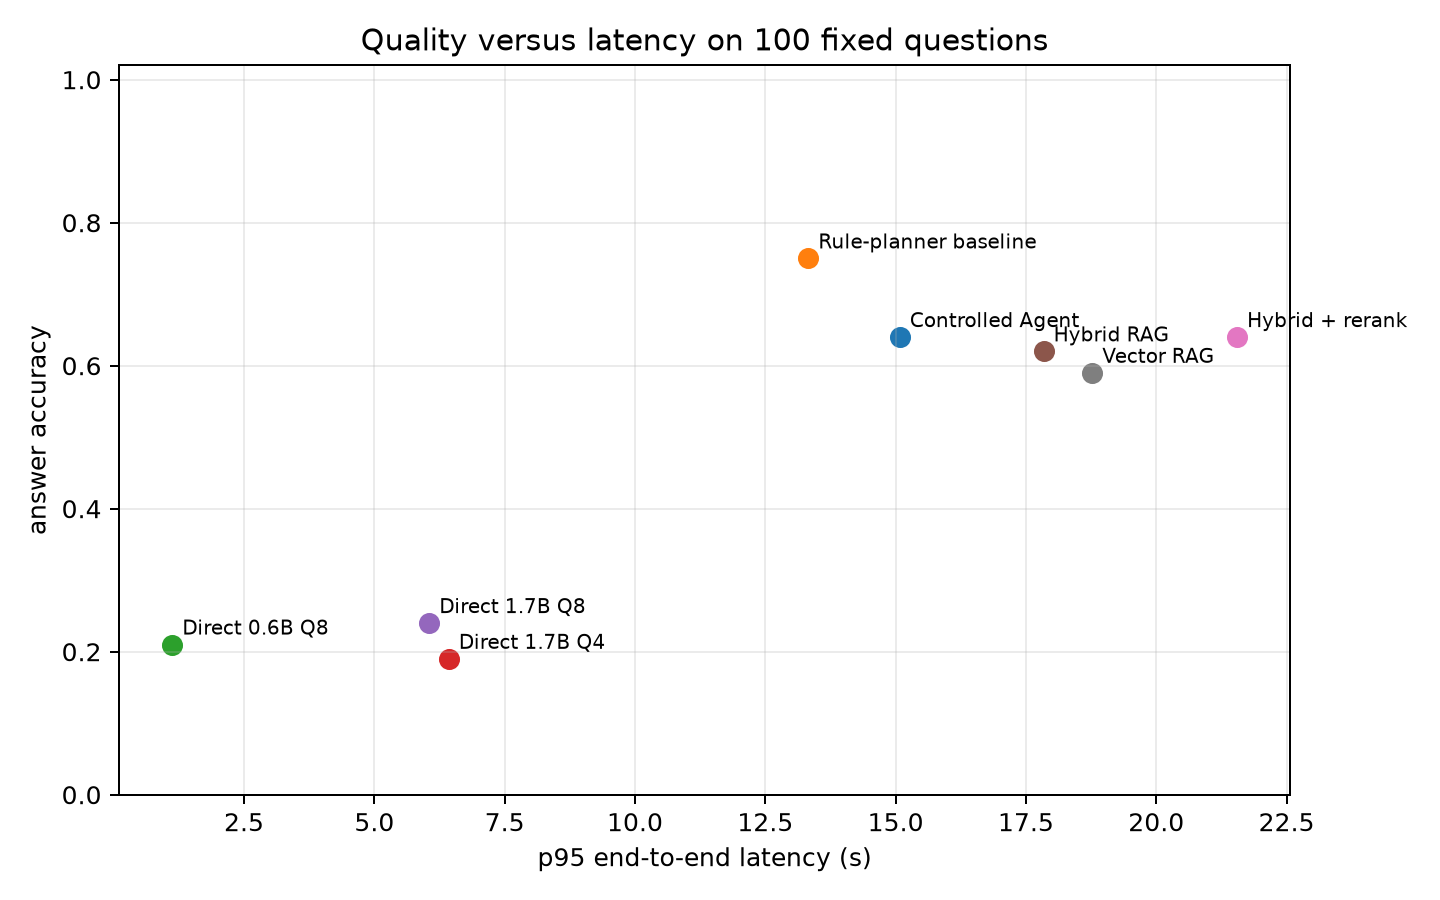 Quality versus latency on 100 fixed questions
1.0
0.8
0.6
0.4
0.2
0.0
answer accuracy
Rule-planner baseline
Controlled Agent
Hybrid + rerank
Hybrid RAG
Vector RAG
Direct 1.7B Q8
Direct 0.6B Q8
Direct 1.7B Q4
2.5 5.0 7.5 10.0 12.5 15.0 17.5 20.0 22.5
p95 end-to-end latency (s)